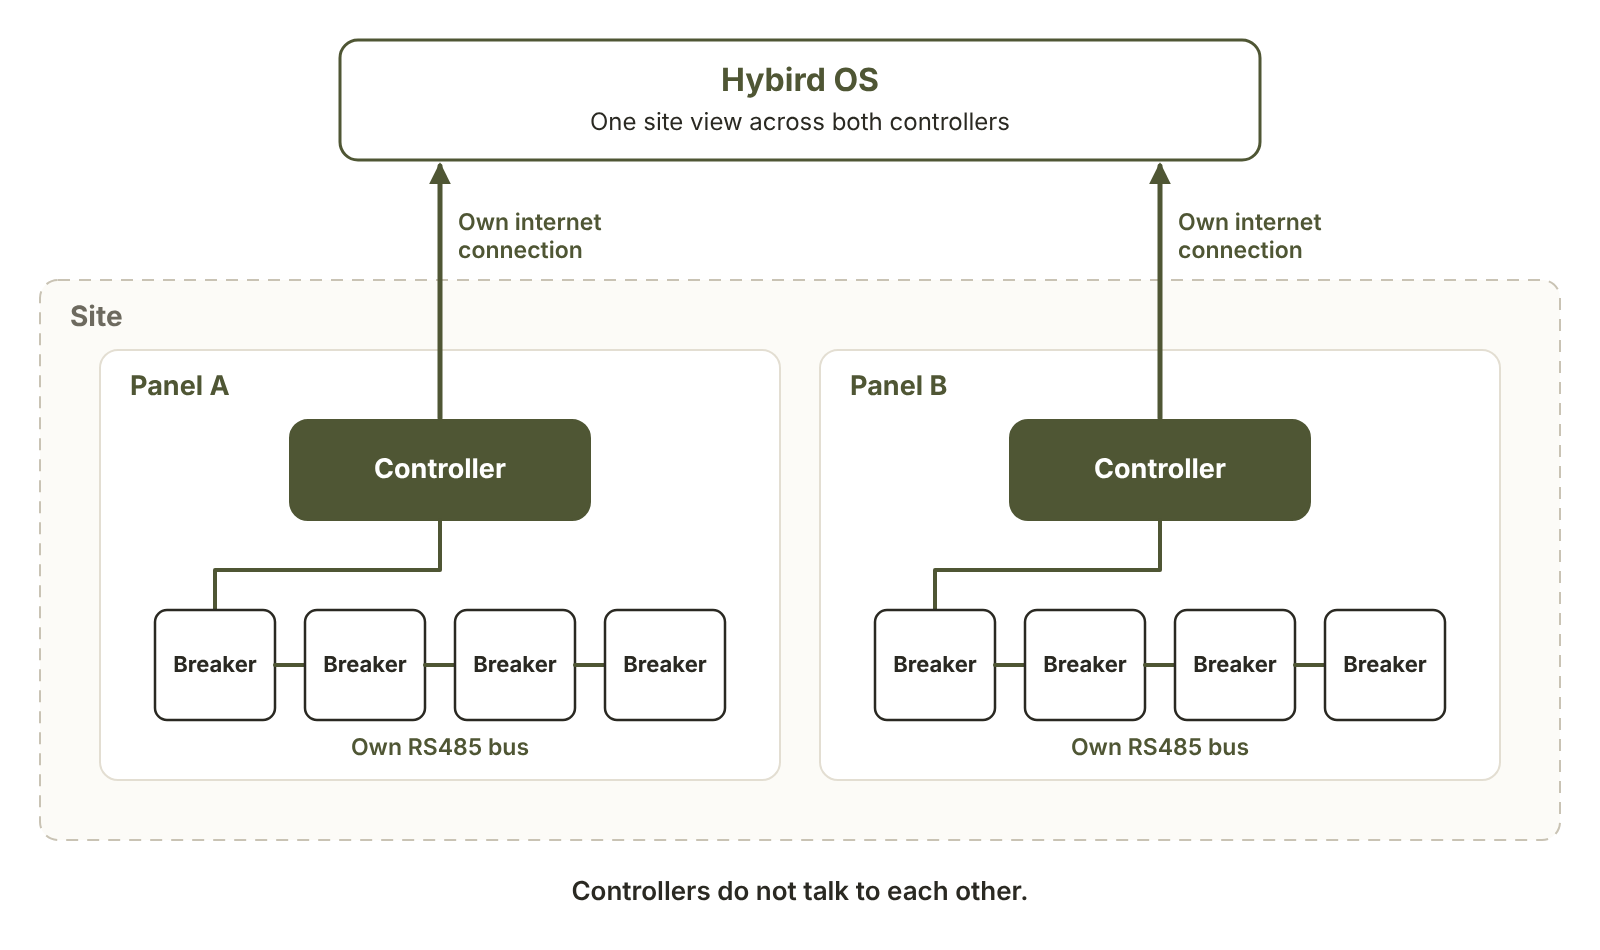 Hybird OS
One site view across both controllers
Own internet
connection
Own internet
connection
Site
Panel A
Controller
Breaker
Breaker
Breaker
Breaker
Own RS485 bus
Panel B
Controller
Breaker
Breaker
Breaker
Breaker
Own RS485 bus
Controllers do not talk to each other.